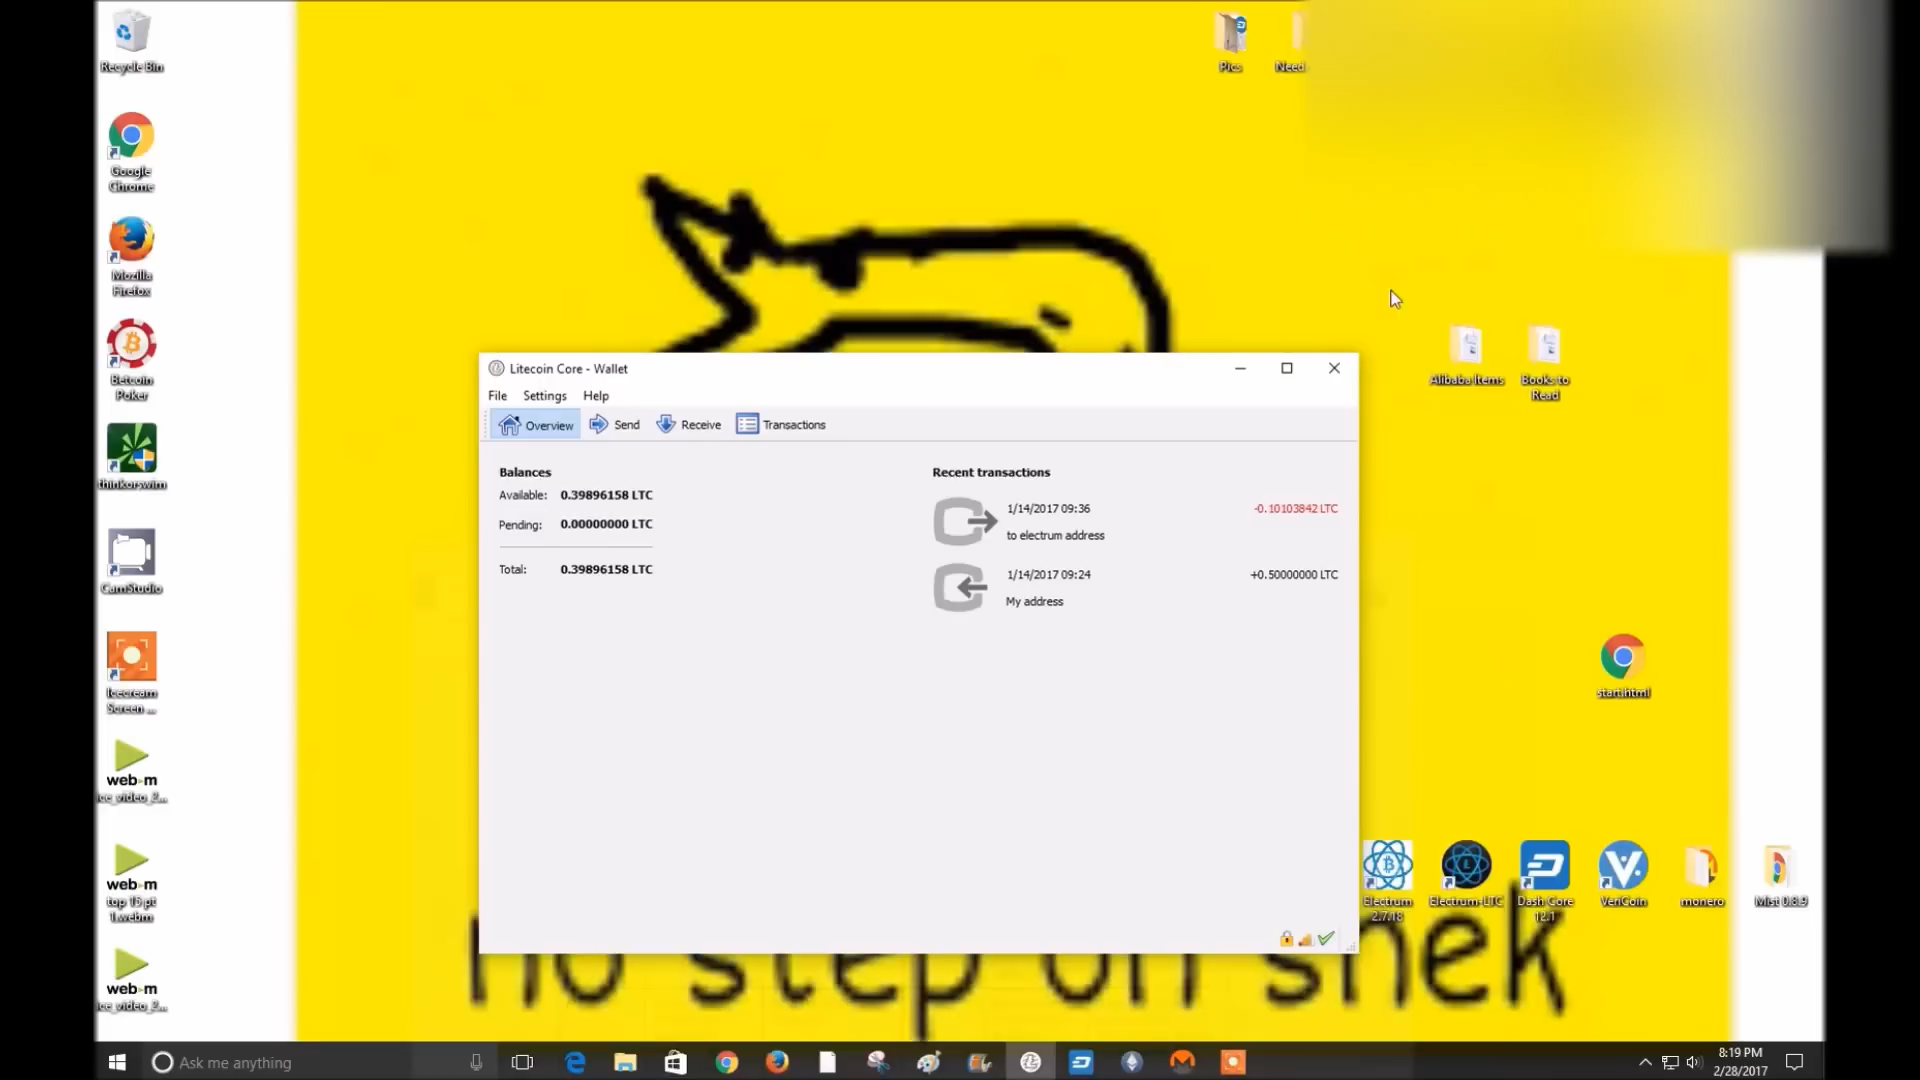 Recycle Bin
Pics
Need
Google
Chrome
Mozilla
Firefox
Betcoin
Poker
thinkorswim
CamStudio
Icecream
Screen ...
web-m
ice_video_2...
web-m
top 15 pt
1.webm
web-m
ice_video_2...
Litecoin Core - Wallet
File Settings Help
Overview Send Receive Transactions
Balances
Available: 0.39896158 LTC
Pending: 0.00000000 LTC
Total: 0.39896158 LTC
Recent transactions
1/14/2017 09:36 -0.10103842 LTC
to electrum address
1/14/2017 09:24 +0.50000000 LTC
My address
Alibaba Items
Books to
Read
start.html
Electrum
2.7.18
Electrum-LTC
Dash Core
12.1
VeriCoin
monero
Mist 0.8.9
no step on snek
Ask me anything
8:19 PM
2/28/2017